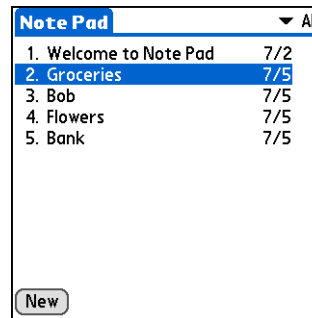 Note Pad
1. Welcome to Note Pad 7/2
2. Groceries 7/5
3. Bob 7/5
4. Flowers 7/5
5. Bank 7/5
New